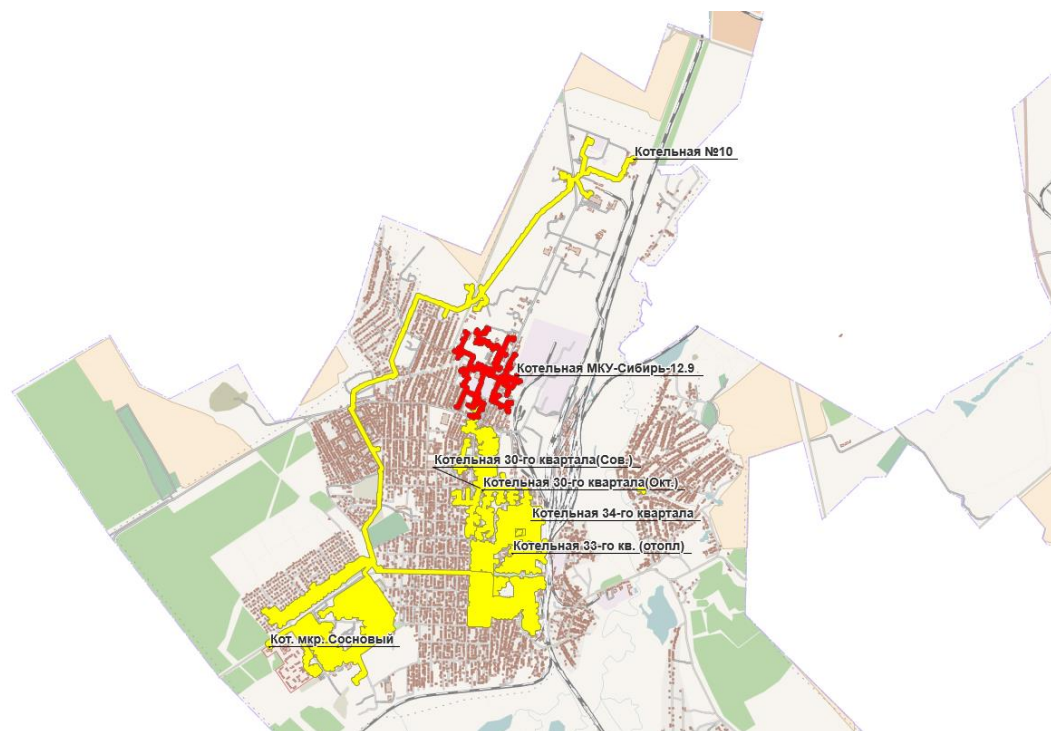 Котельная №10
Котельная МКУ-Сибирь-12.9
Котельная 30-го квартала(Сов.)
Котельная 30-го квартала(Окт.)
Котельная 34-го квартала
Котельная 33-го кв. (отопл)
Кот. мкр. Сосновый